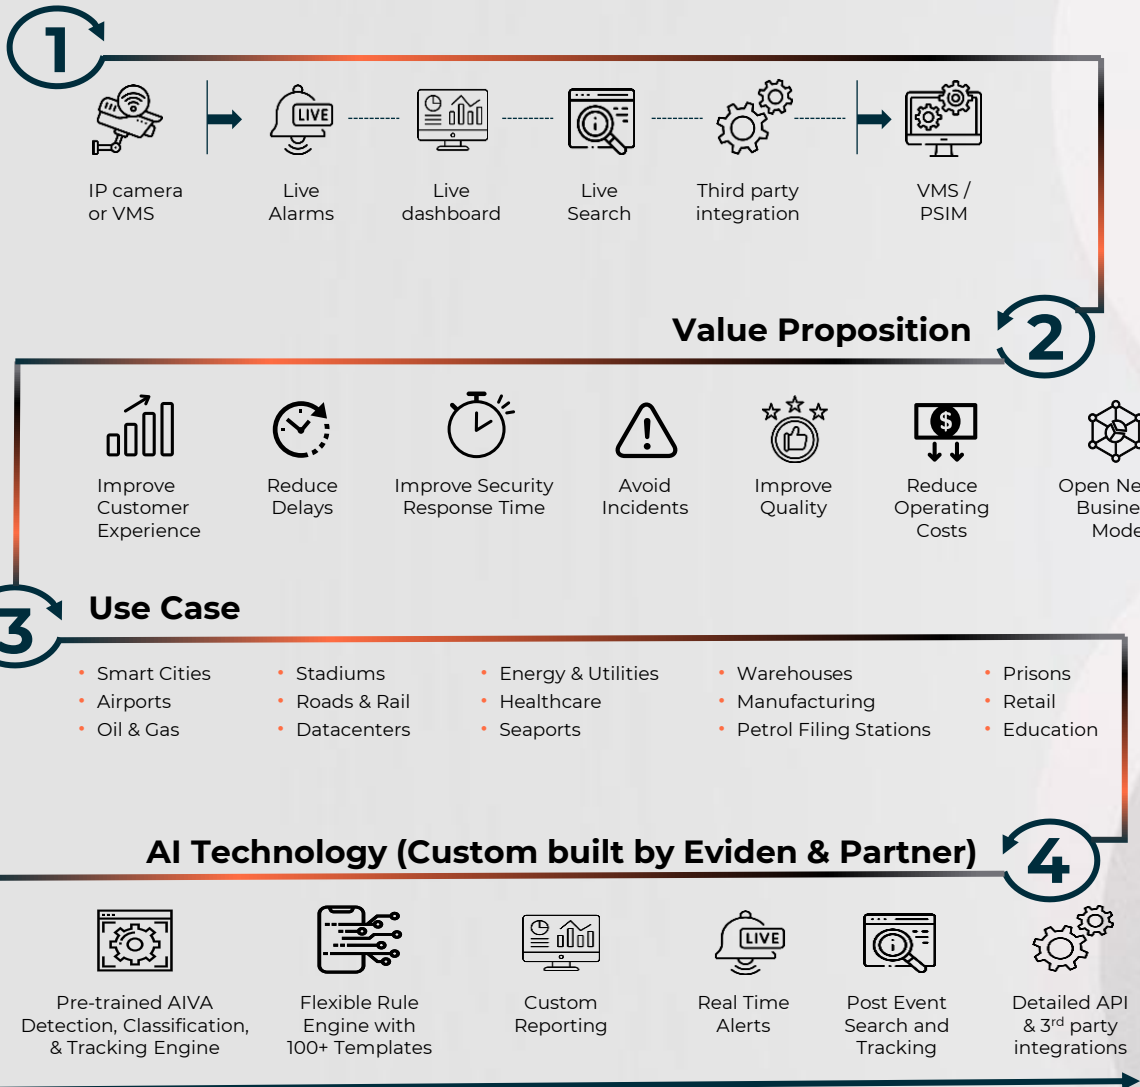 1
LIVE
IP camera
or VMS
Live
Alarms
Live
dashboard
Live
Search
Third party
integration
VMS /
PSIM
Value Proposition
2
$
Improve
Customer
Experience
Reduce
Delays
Improve Security
Response Time
Avoid
Incidents
Improve
Quality
Reduce
Operating
Costs
Open
3
Use Case
• Smart Cities
• Airports
• Oil & Gas
• Stadiums
• Roads & Rail
• Datacenters
• Energy & Utilities
• Healthcare
• Seaports
• Warehouses
• Manufacturing
• Petrol Filing Stations
• Prisons
• Retail
• Education
AI Technology (Custom built by Eviden & Partner)
4
LIVE
Pre-trained AIVA
Detection, Classification,
& Tracking Engine
Flexible Rule
Engine with
100+ Templates
Custom
Reporting
Real Time
Alerts
Post Event
Search and
Tracking
Detailed API
& 3rd party
integrations